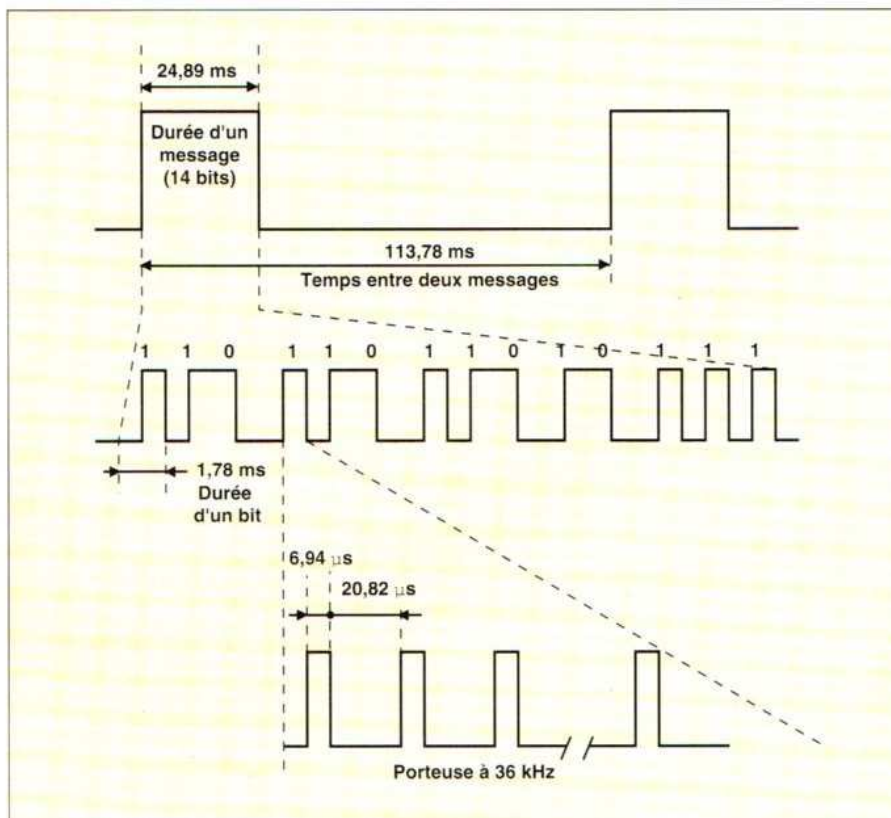 24,89 ms
Durée d'un
message
(14 bits)
113,78 ms
Temps entre deux messages
1 1 0 1 1 0 1 1 0 1 0 1 1 1
1,78 ms
Durée
d'un bit
6,94 µs
20,82 µs
Porteuse à 36 kHz